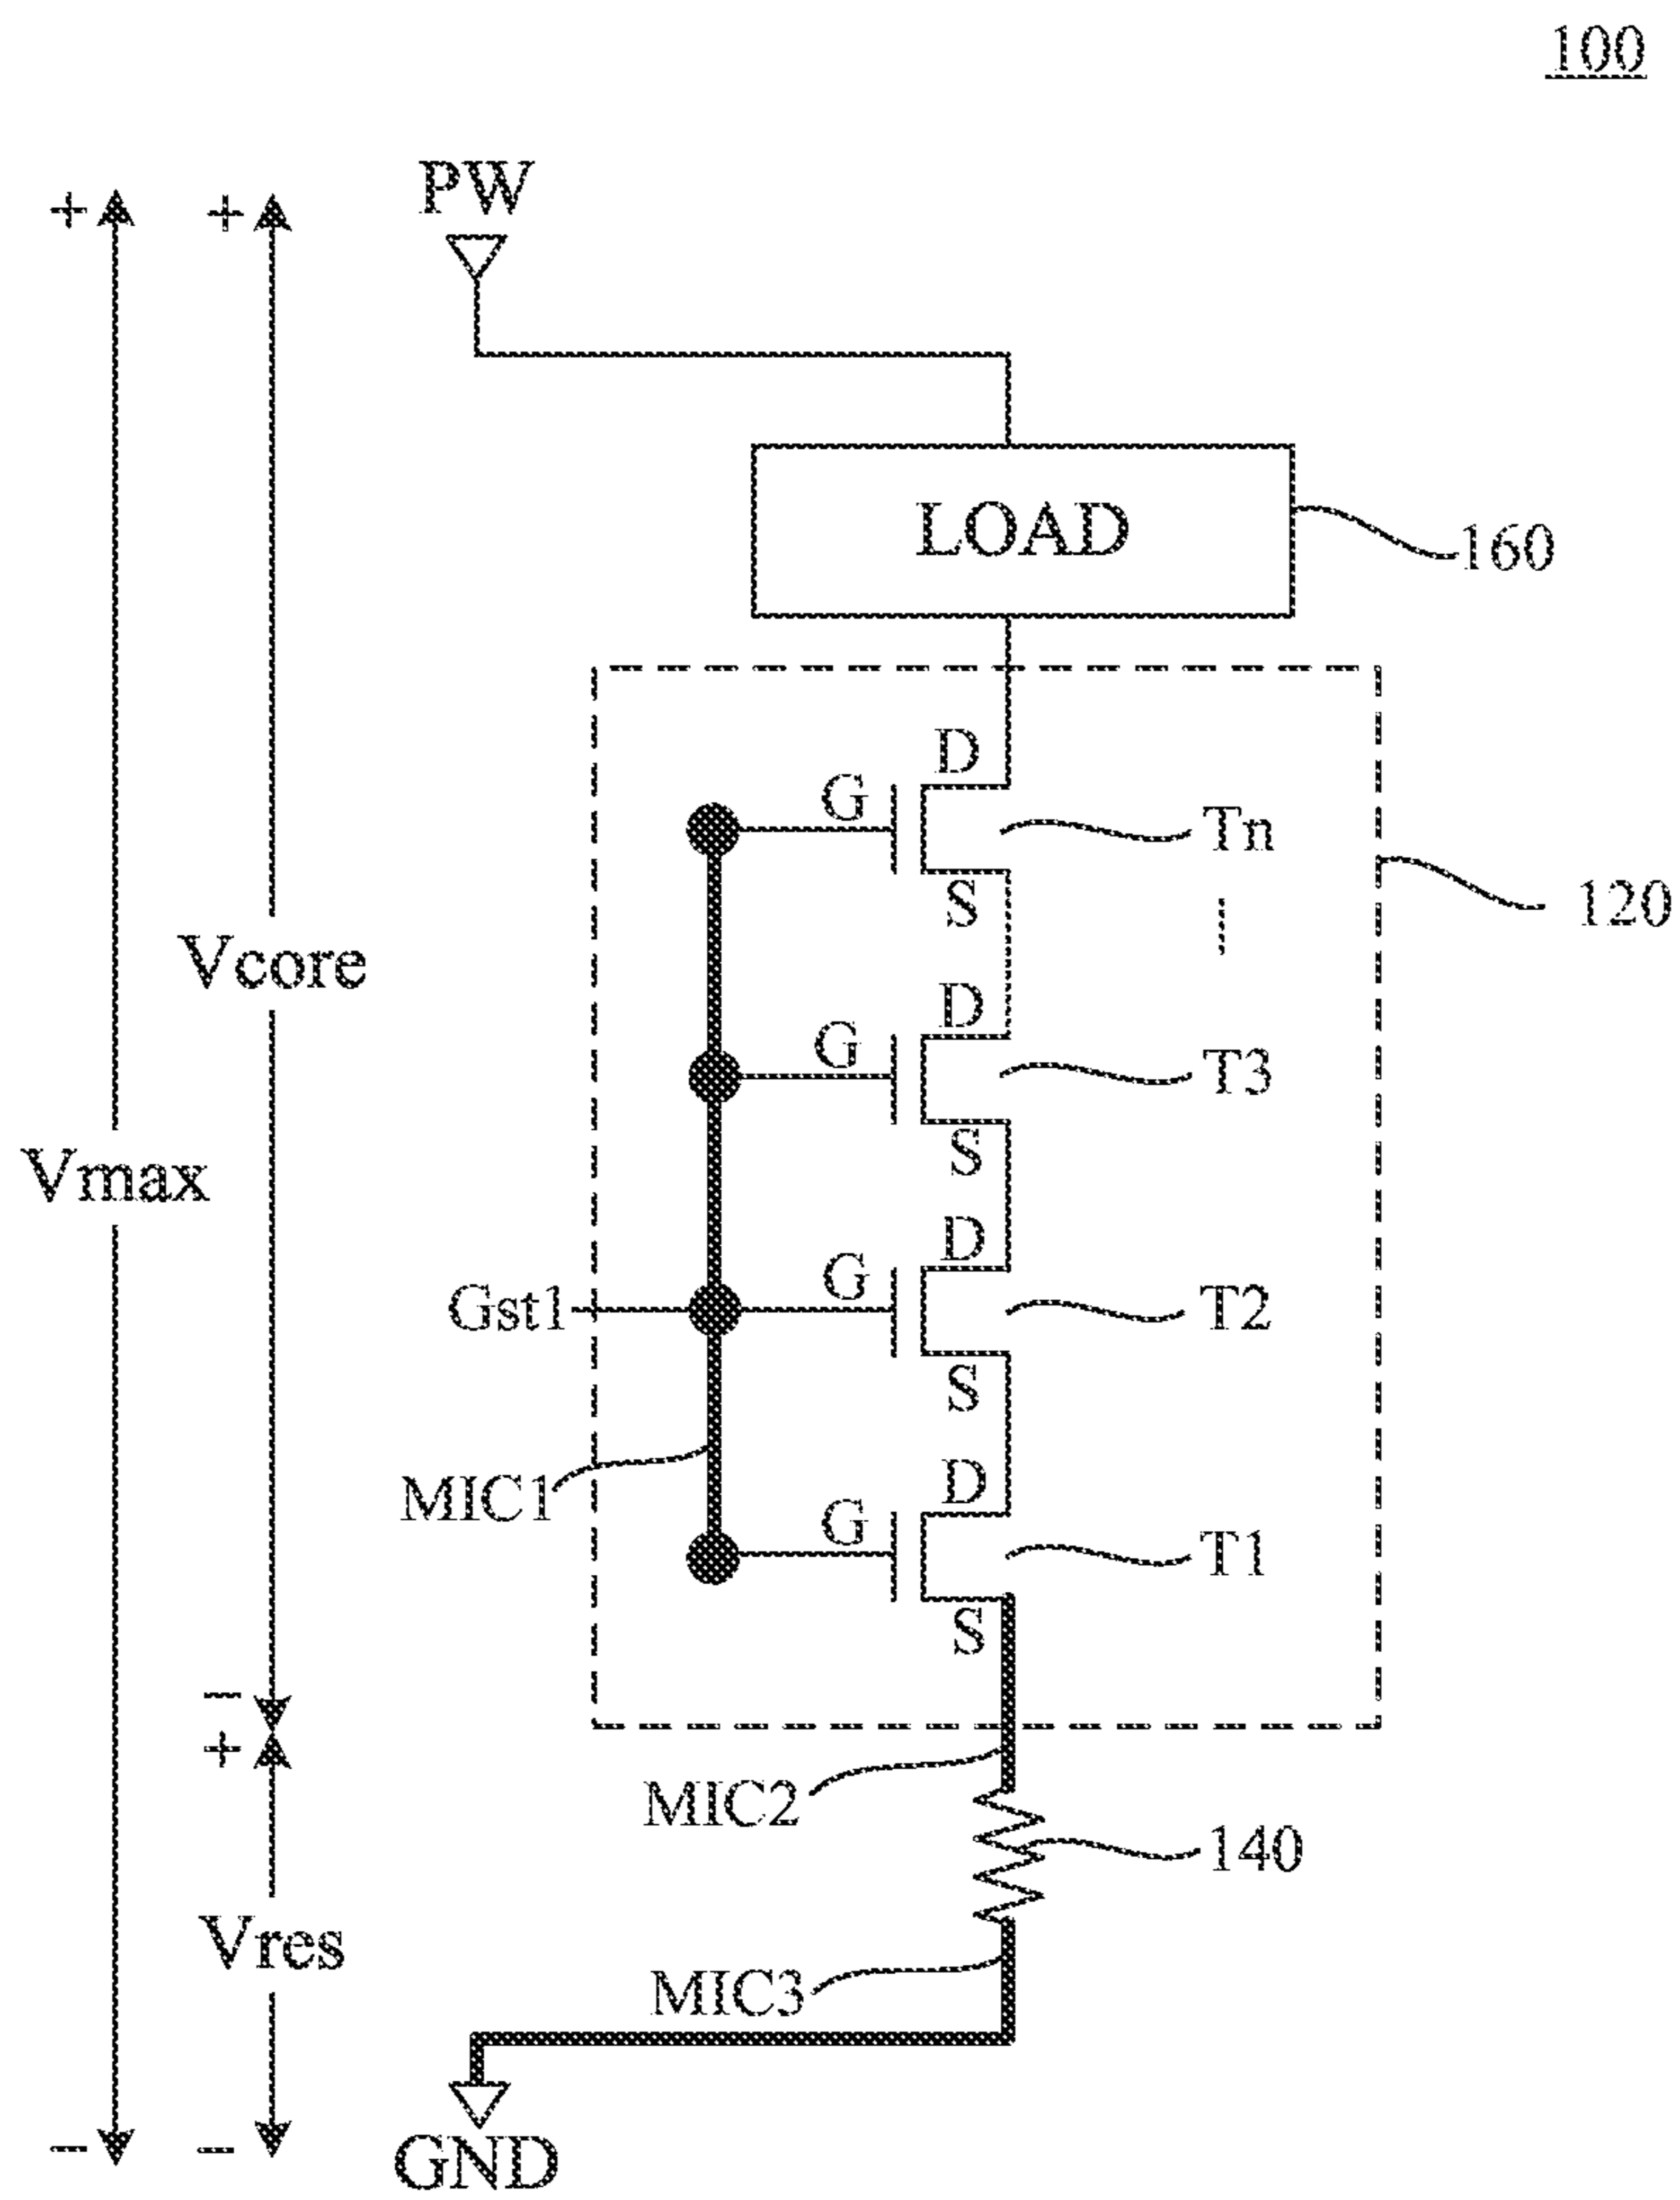 100
PW
+
+
LOAD
160
D
G
Tn
S
120
Vcore
D
G
T3
S
Vmax
D
G
Gst1
T2
S
D
MIC1
G
T1
S
−
+
MIC2
140
Vres
MIC3
−
−
GND